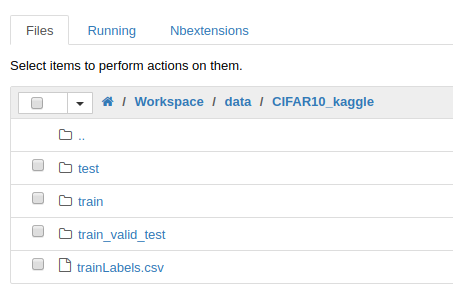 Files Running Nbextensions
Select items to perform actions on them.
/ Workspace / data / CIFAR10_kaggle
..
test
train
train_valid_test
trainLabels.csv